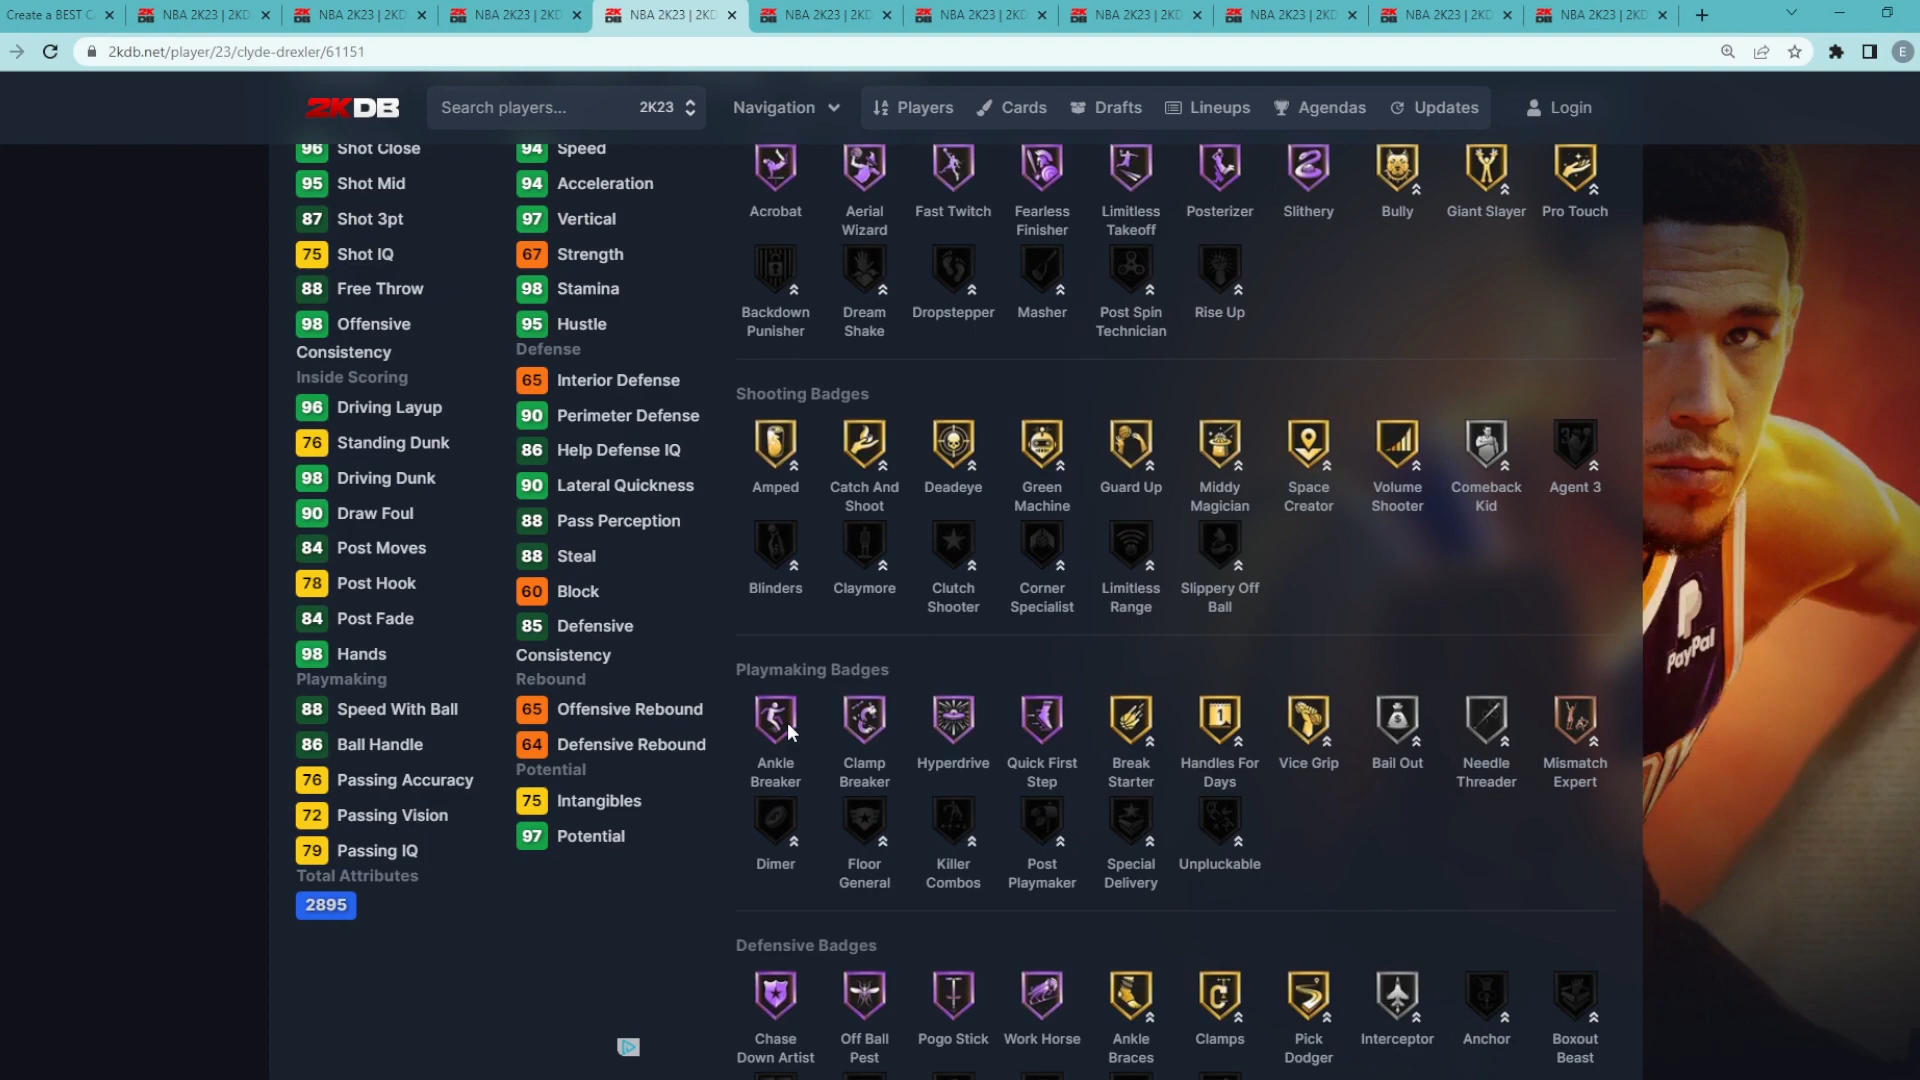 Create a BEST C
NBA 2K23 | 2KD
NBA 2K23 | 2KD
NBA 2K23 | 2KD
NBA 2K23 | 2KD
NBA 2K23 | 2KD
NBA 2K23 | 2KD
NBA 2K23 | 2KD
NBA 2K23 | 2KD
NBA 2K23 | 2KD
NBA 2K23 | 2KD
2kdb.net/player/23/clyde-drexler/61151
E
2KDB
Search players... 2K23
Navigation
Players Cards Drafts Lineups Agendas Updates
Login
96 Shot Close
95 Shot Mid
87 Shot 3pt
75 Shot IQ
88 Free Throw
98 Offensive
Consistency
Inside Scoring
96 Driving Layup
76 Standing Dunk
98 Driving Dunk
90 Draw Foul
84 Post Moves
78 Post Hook
84 Post Fade
98 Hands
Playmaking
88 Speed With Ball
86 Ball Handle
76 Passing Accuracy
72 Passing Vision
79 Passing IQ
Total Attributes
2895
94 Speed
94 Acceleration
97 Vertical
67 Strength
98 Stamina
95 Hustle
Defense
65 Interior Defense
90 Perimeter Defense
86 Help Defense IQ
90 Lateral Quickness
88 Pass Perception
88 Steal
60 Block
85 Defensive
Consistency
Rebound
65 Offensive Rebound
64 Defensive Rebound
Potential
75 Intangibles
97 Potential
Acrobat
Aerial
Wizard
Fast Twitch
Fearless
Finisher
Limitless
Takeoff
Posterizer
Slithery
Bully
Giant Slayer
Pro Touch
Backdown
Punisher
Dream
Shake
Dropstepper
Masher
Post Spin
Technician
Rise Up
Shooting Badges
Amped
Catch And
Shoot
Deadeye
Green
Machine
Guard Up
Middy
Magician
Space
Creator
Volume
Shooter
Comeback
Kid
Agent 3
Blinders
Claymore
Clutch
Shooter
Corner
Specialist
Limitless
Range
Slippery Off
Ball
Playmaking Badges
Ankle
Breaker
Clamp
Breaker
Hyperdrive
Quick First
Step
Break
Starter
Handles For
Days
Vice Grip
Bail Out
Needle
Threader
Mismatch
Expert
Dimer
Floor
General
Killer
Combos
Post
Playmaker
Special
Delivery
Unpluckable
Defensive Badges
Chase
Down Artist
Off Ball
Pest
Pogo Stick
Work Horse
Ankle
Braces
Clamps
Pick
Dodger
Interceptor
Anchor
Boxout
Beast
PayPal